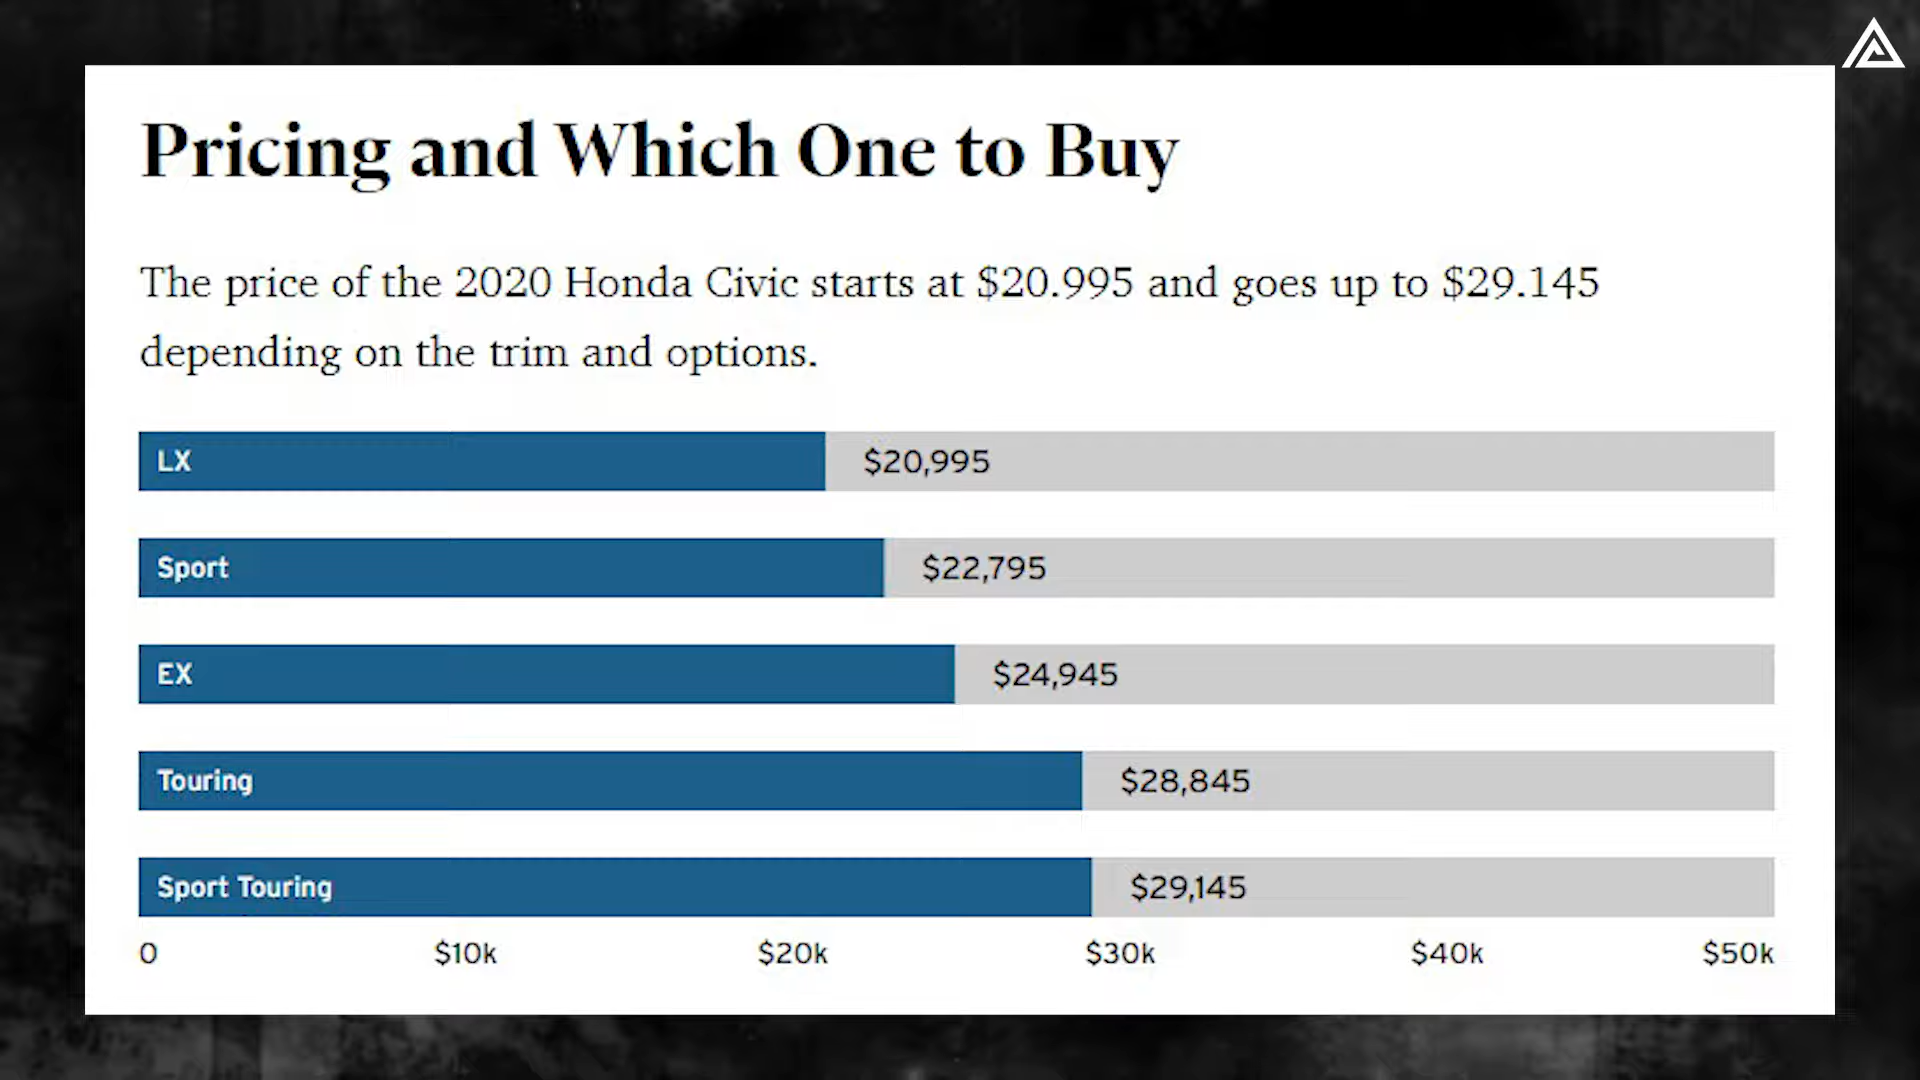 Pricing and Which One to Buy
The price of the 2020 Honda Civic starts at $20.995 and goes up to $29.145
depending on the trim and options.
LX $20,995
Sport $22,795
EX $24,945
Touring $28,845
Sport Touring $29,145
0 $10k $20k $30k $40k $50k